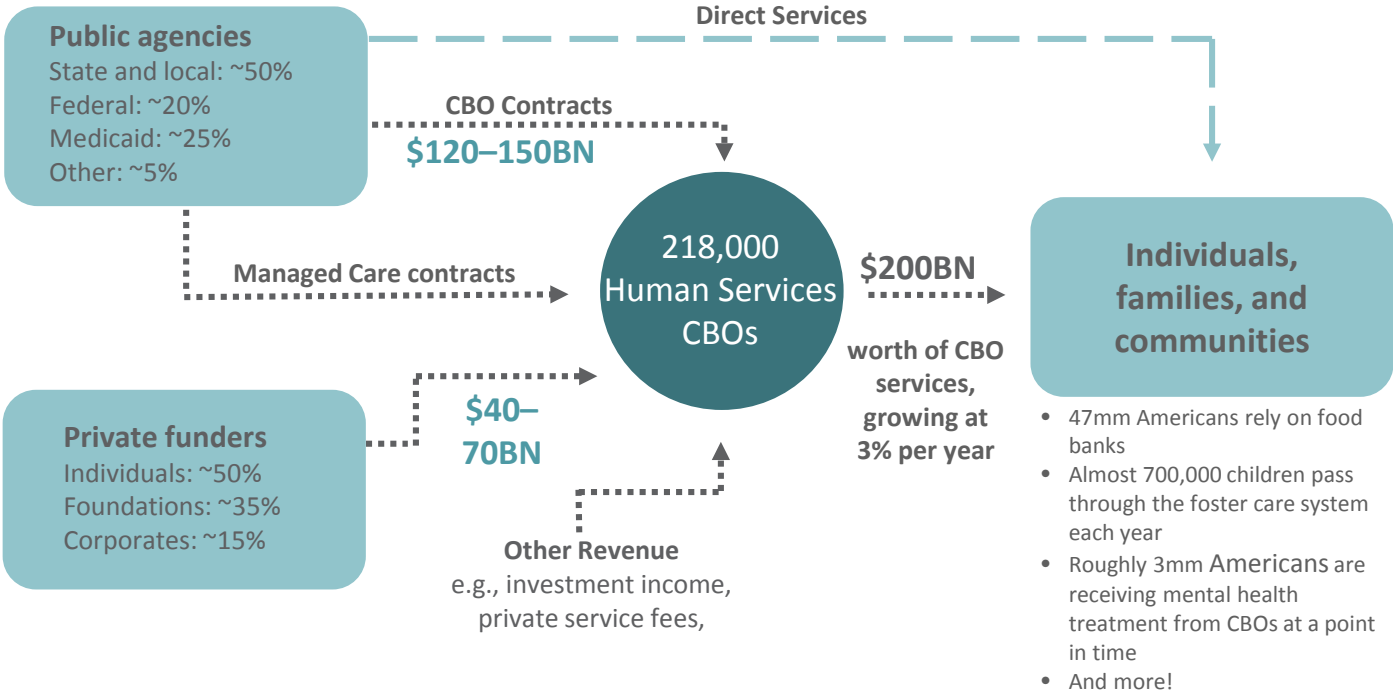 Direct Services
Public agencies
State and local: ~50%
Federal: ~20%
Medicaid: ~25%
Other: ~5%
CBO Contracts
$120–150BN
Managed Care contracts
218,000
Human Services
CBOs
$200BN
worth of CBO
services,
growing at
3% per year
Individuals,
families, and
communities
Private funders
Individuals: ~50%
Foundations: ~35%
Corporates: ~15%
$40–
70BN
Other Revenue
e.g., investment income,
private service fees,
• 47mm Americans rely on food
banks
• Almost 700,000 children pass
through the foster care system
each year
• Roughly 3mm Americans are
receiving mental health
treatment from CBOs at a point
in time
• And more!